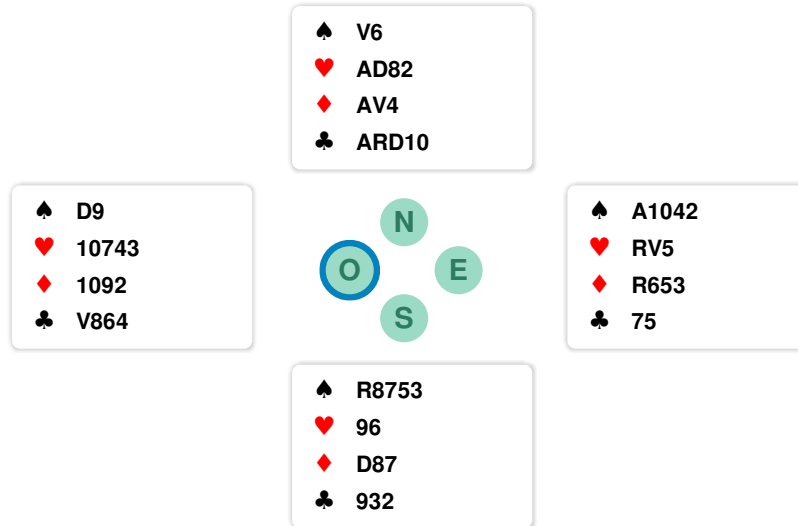 ♠ V6
♥ AD82
♦ AV4
♣ ARD10
♠ D9
♥ 10743
♦ 1092
♣ V864
N
O
E
S
♠ A1042
♥ RV5
♦ R653
♣ 75
♠ R8753
♥ 96
♦ D87
♣ 932